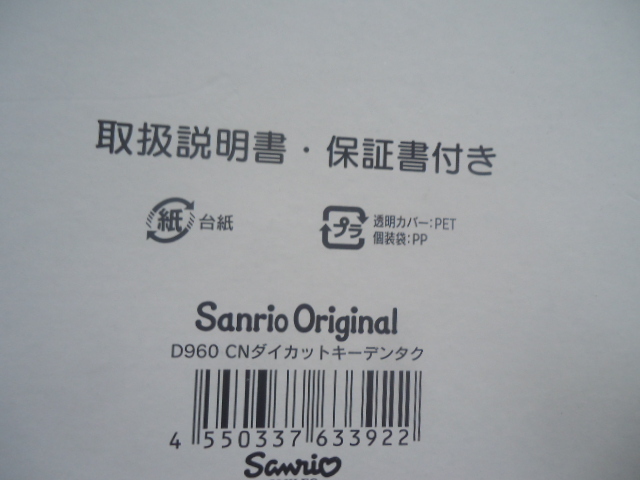 取扱説明書・保証書付き
紙 台紙
プラ 透明カバー:PET
個装袋:PP
Sanrio Original
D960 CNダイカットキーデンタク
4 550337 633922
Sanrio